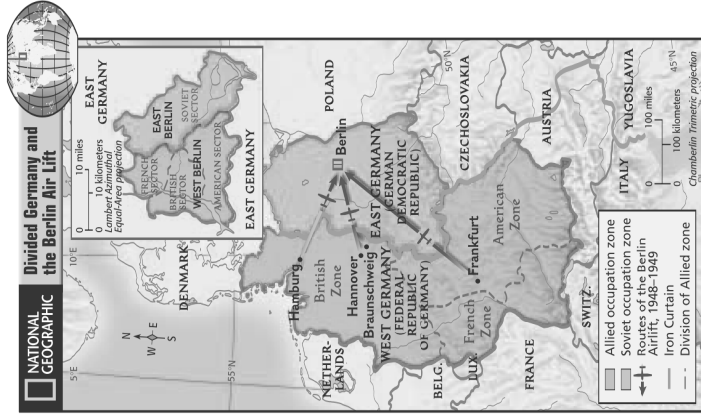 NATIONAL
GEOGRAPHIC
Divided Germany and
the Berlin Air Lift
5°E
10°E
55°N
50°N
45°N
N
W E
S
DENMARK
NETHER-
LANDS
BELG.
LUX.
FRANCE
SWITZ.
ITALY
AUSTRIA
YUGOSLAVIA
CZECHOSLOVAKIA
POLAND
Hamburg
British
Zone
Hannover
Braunschweig
WEST GERMANY
(FEDERAL
REPUBLIC
OF GERMANY)
French
Zone
Frankfurt
American
Zone
Berlin
EAST GERMANY
(GERMAN
DEMOCRATIC
REPUBLIC)
0 10 miles
0 10 kilometers
Lambert Azimuthal
Equal-Area projection
EAST
GERMANY
FRENCH
SECTOR
BRITISH
SECTOR
WEST BERLIN
AMERICAN SECTOR
EAST
BERLIN
SOVIET
SECTOR
EAST GERMANY
Allied occupation zone
Soviet occupation zone
Routes of the Berlin
Airlift, 1948–1949
Iron Curtain
Division of Allied zone
0 100 miles
0 100 kilometers
Chamberlin Trimetric projection